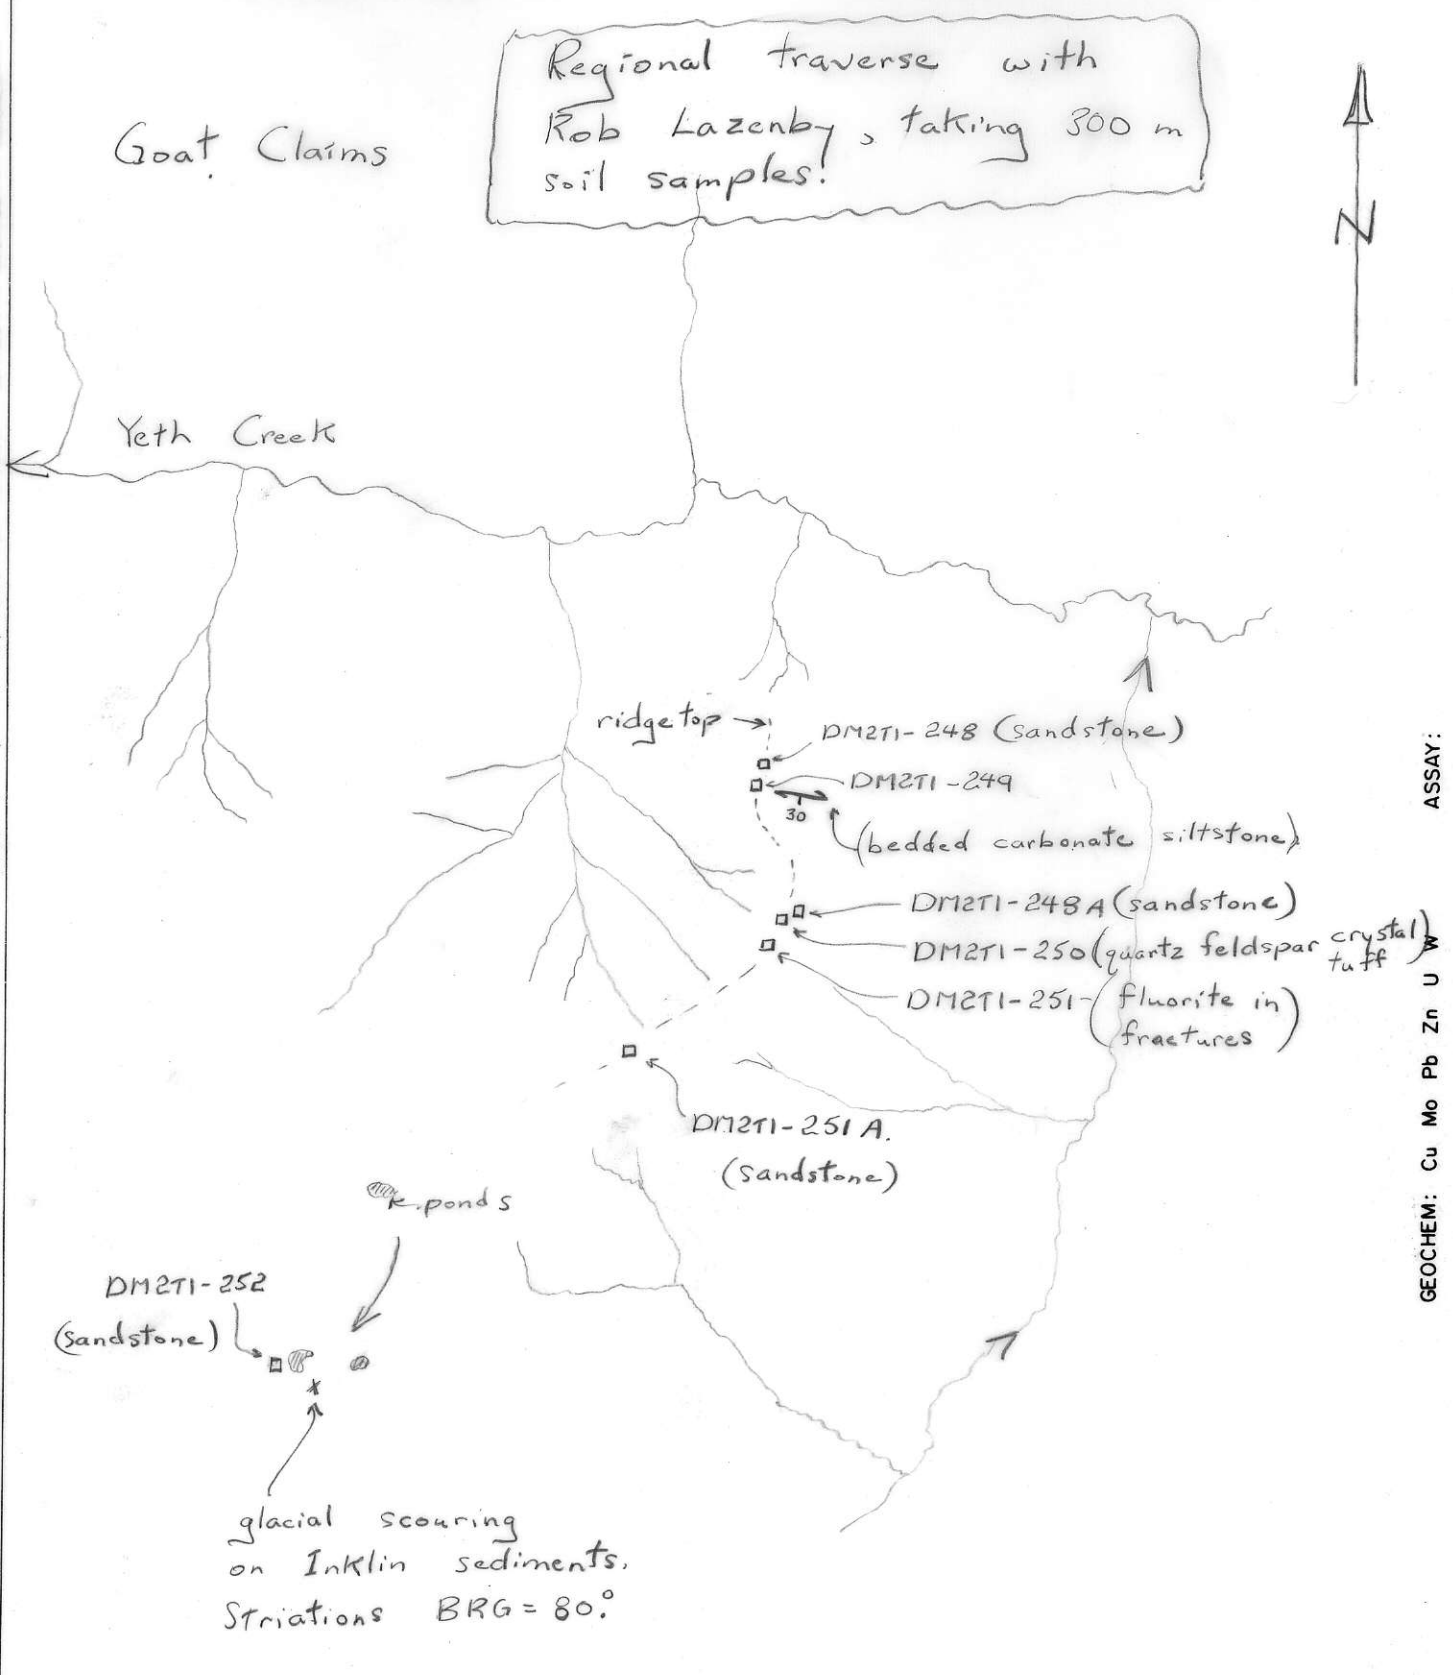 Regional traverse with
Rob Lazenby, taking 300 m
soil samples!
Goat Claims
N
Yeth Creek
ridgetop
DM2T1-248 (sandstone)
DM2T1-249
30
(bedded carbonate siltstone)
DM2T1-248A (sandstone)
DM2T1-250 (quartz feldspar crystal
tuff
DM2T1-251-(fluorite in
fractures)
DM2T1-251A.
(sandstone)
ponds
DM2T1-252
(sandstone)
x
glacial scouring
on Inklin sediments.
Striations BRG = 80°.
ASSAY:
GEOCHEM: Cu Mo Pb Zn U W